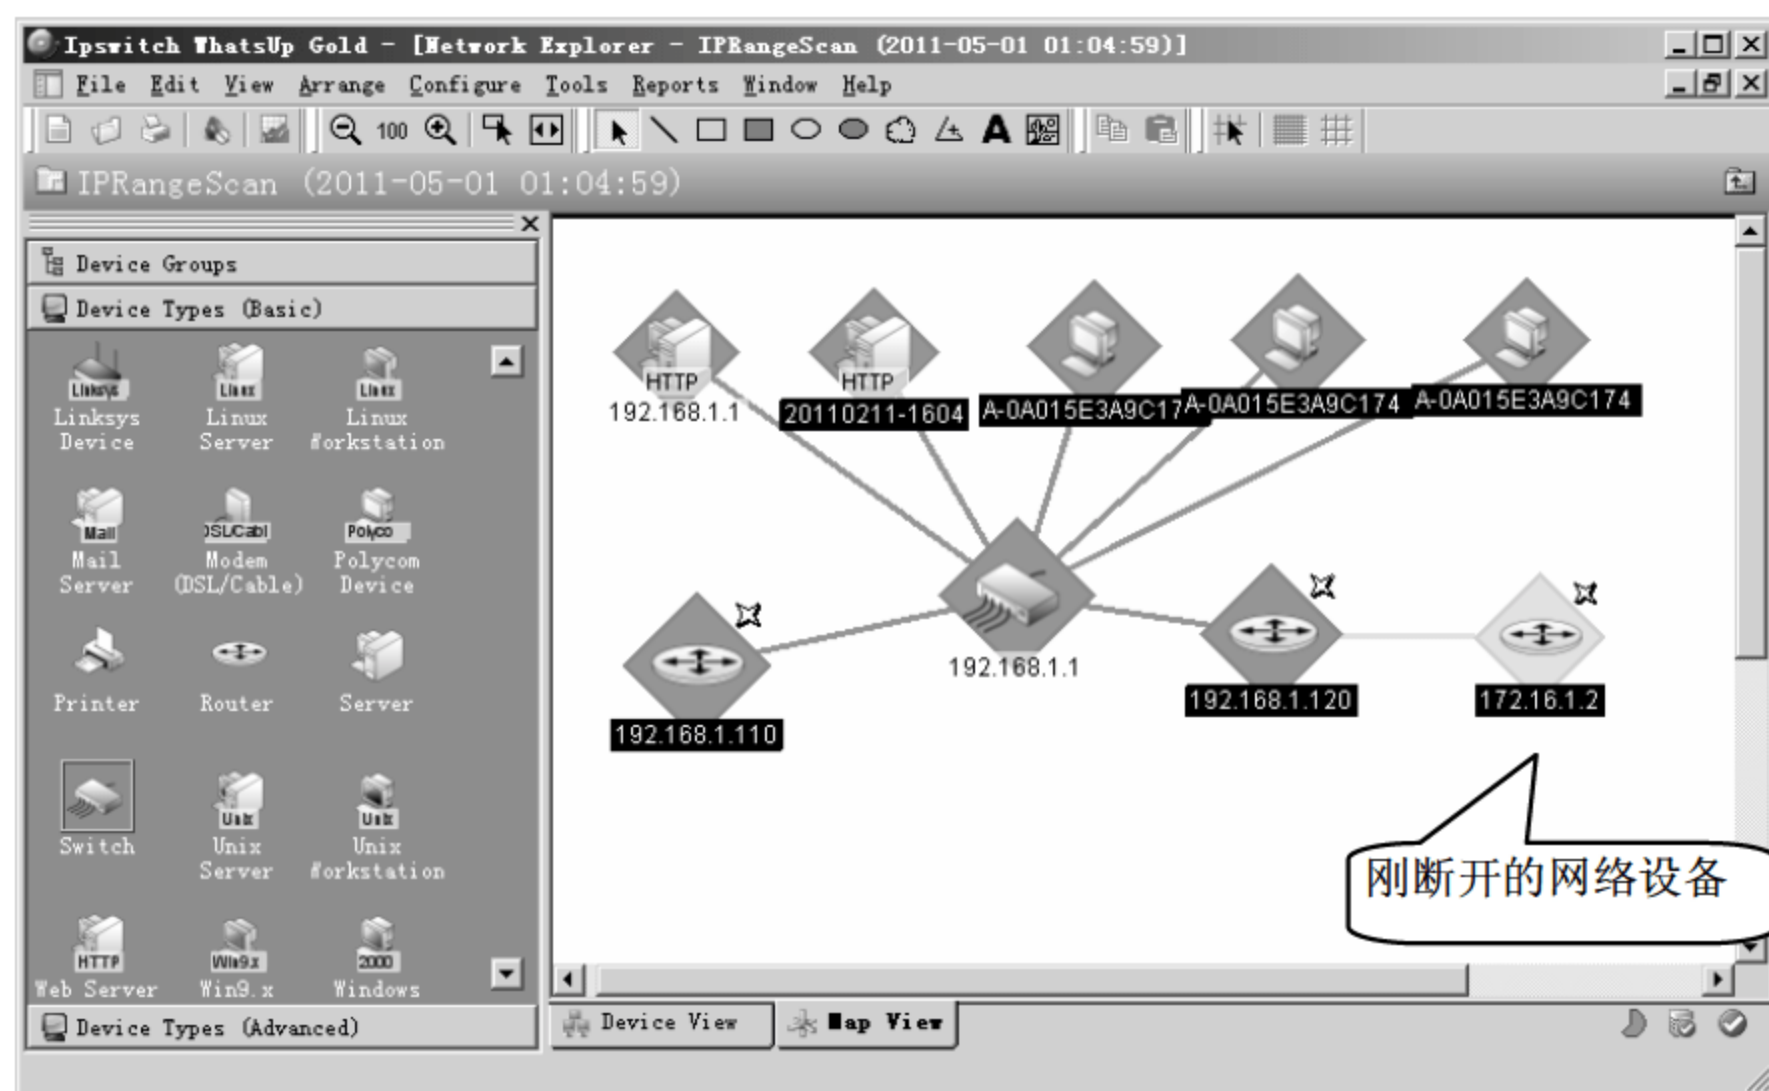 Ipswitch WhatsUp Gold - [Network Explorer - IPRangeScan (2011-05-01 01:04:59)]
File Edit View Arrange Configure Tools Reports Window Help
100
A
IPRangeScan (2011-05-01 01:04:59)
Device Groups
Device Types (Basic)
Linksys
Linux
Linux
Linksys Device
Linux Server
Linux Workstation
Mail
DSL/Cabl
Polyco
Mail Server
Modem (DSL/Cable)
Polycom Device
Printer
Router
Server
Unix
Unix
Switch
Unix Server
Unix Workstation
HTTP
Win9.x
2000
Web Server
Win9.x
Windows
Device Types (Advanced)
HTTP
HTTP
192.168.1.1
20110211-1604
A-0A015E3A9C17
A-0A015E3A9C174
A-0A015E3A9C174
192.168.1.1
192.168.1.110
192.168.1.120
172.16.1.2
刚断开的网络设备
Device View
Map View